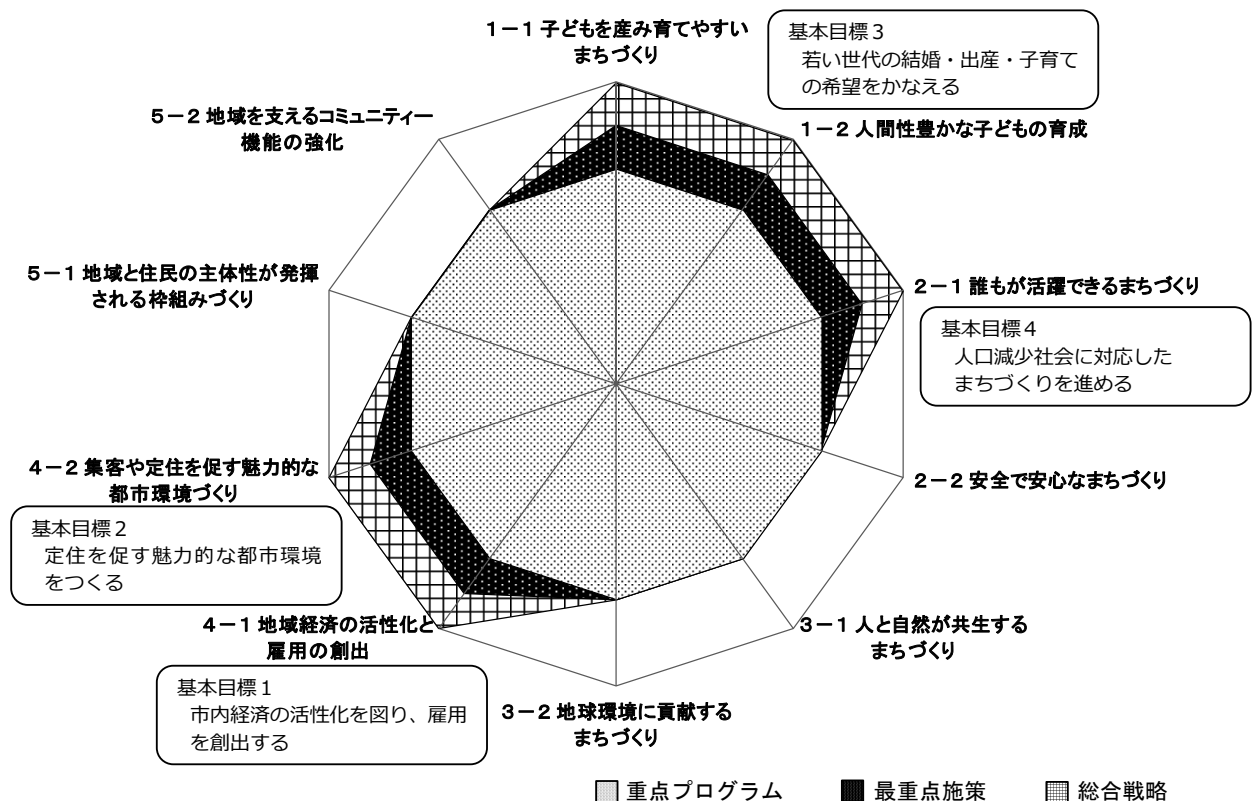 1－1 子どもを産み育てやすい
まちづくり
基本目標3
若い世代の結婚・出産・子育て
の希望をかなえる
1－2 人間性豊かな子どもの育成
2－1 誰もが活躍できるまちづくり
基本目標4
人口減少社会に対応した
まちづくりを進める
2－2 安全で安心なまちづくり
3－1 人と自然が共生する
まちづくり
3－2 地球環境に貢献する
まちづくり
4－1 地域経済の活性化と
雇用の創出
基本目標1
市内経済の活性化を図り、雇用
を創出する
4－2 集客や定住を促す魅力的な
都市環境づくり
基本目標2
定住を促す魅力的な都市環境
をつくる
5－1 地域と住民の主体性が発揮
される枠組みづくり
5－2 地域を支えるコミュニティー
機能の強化
重点プログラム 最重点施策 総合戦略